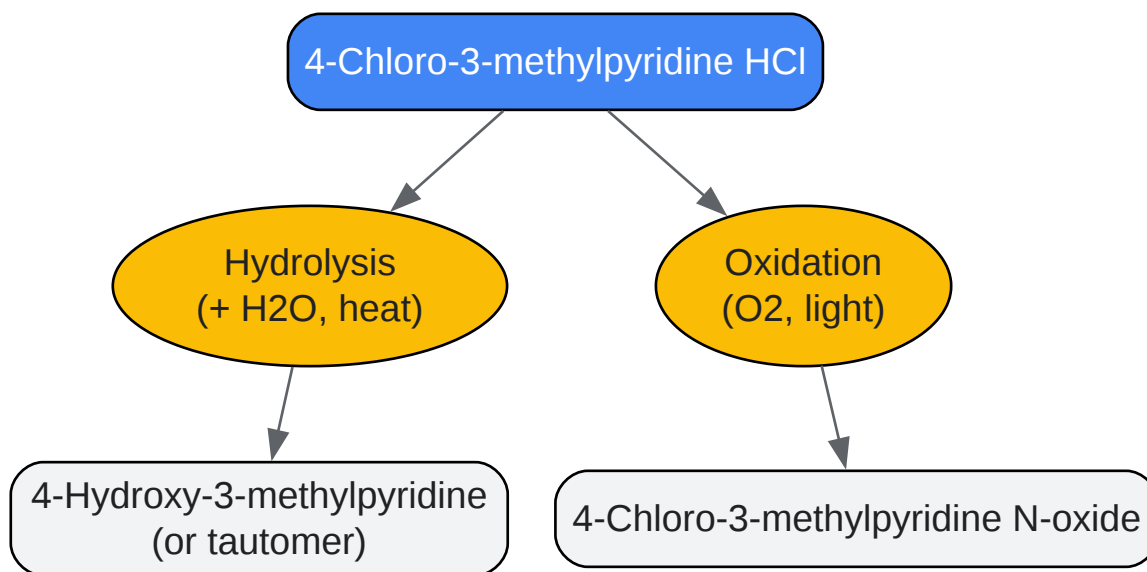 4-Chloro-3-methylpyridine HCl
Hydrolysis
(+ H2O, heat)
Oxidation
(O2, light)
4-Hydroxy-3-methylpyridine
(or tautomer)
4-Chloro-3-methylpyridine N-oxide